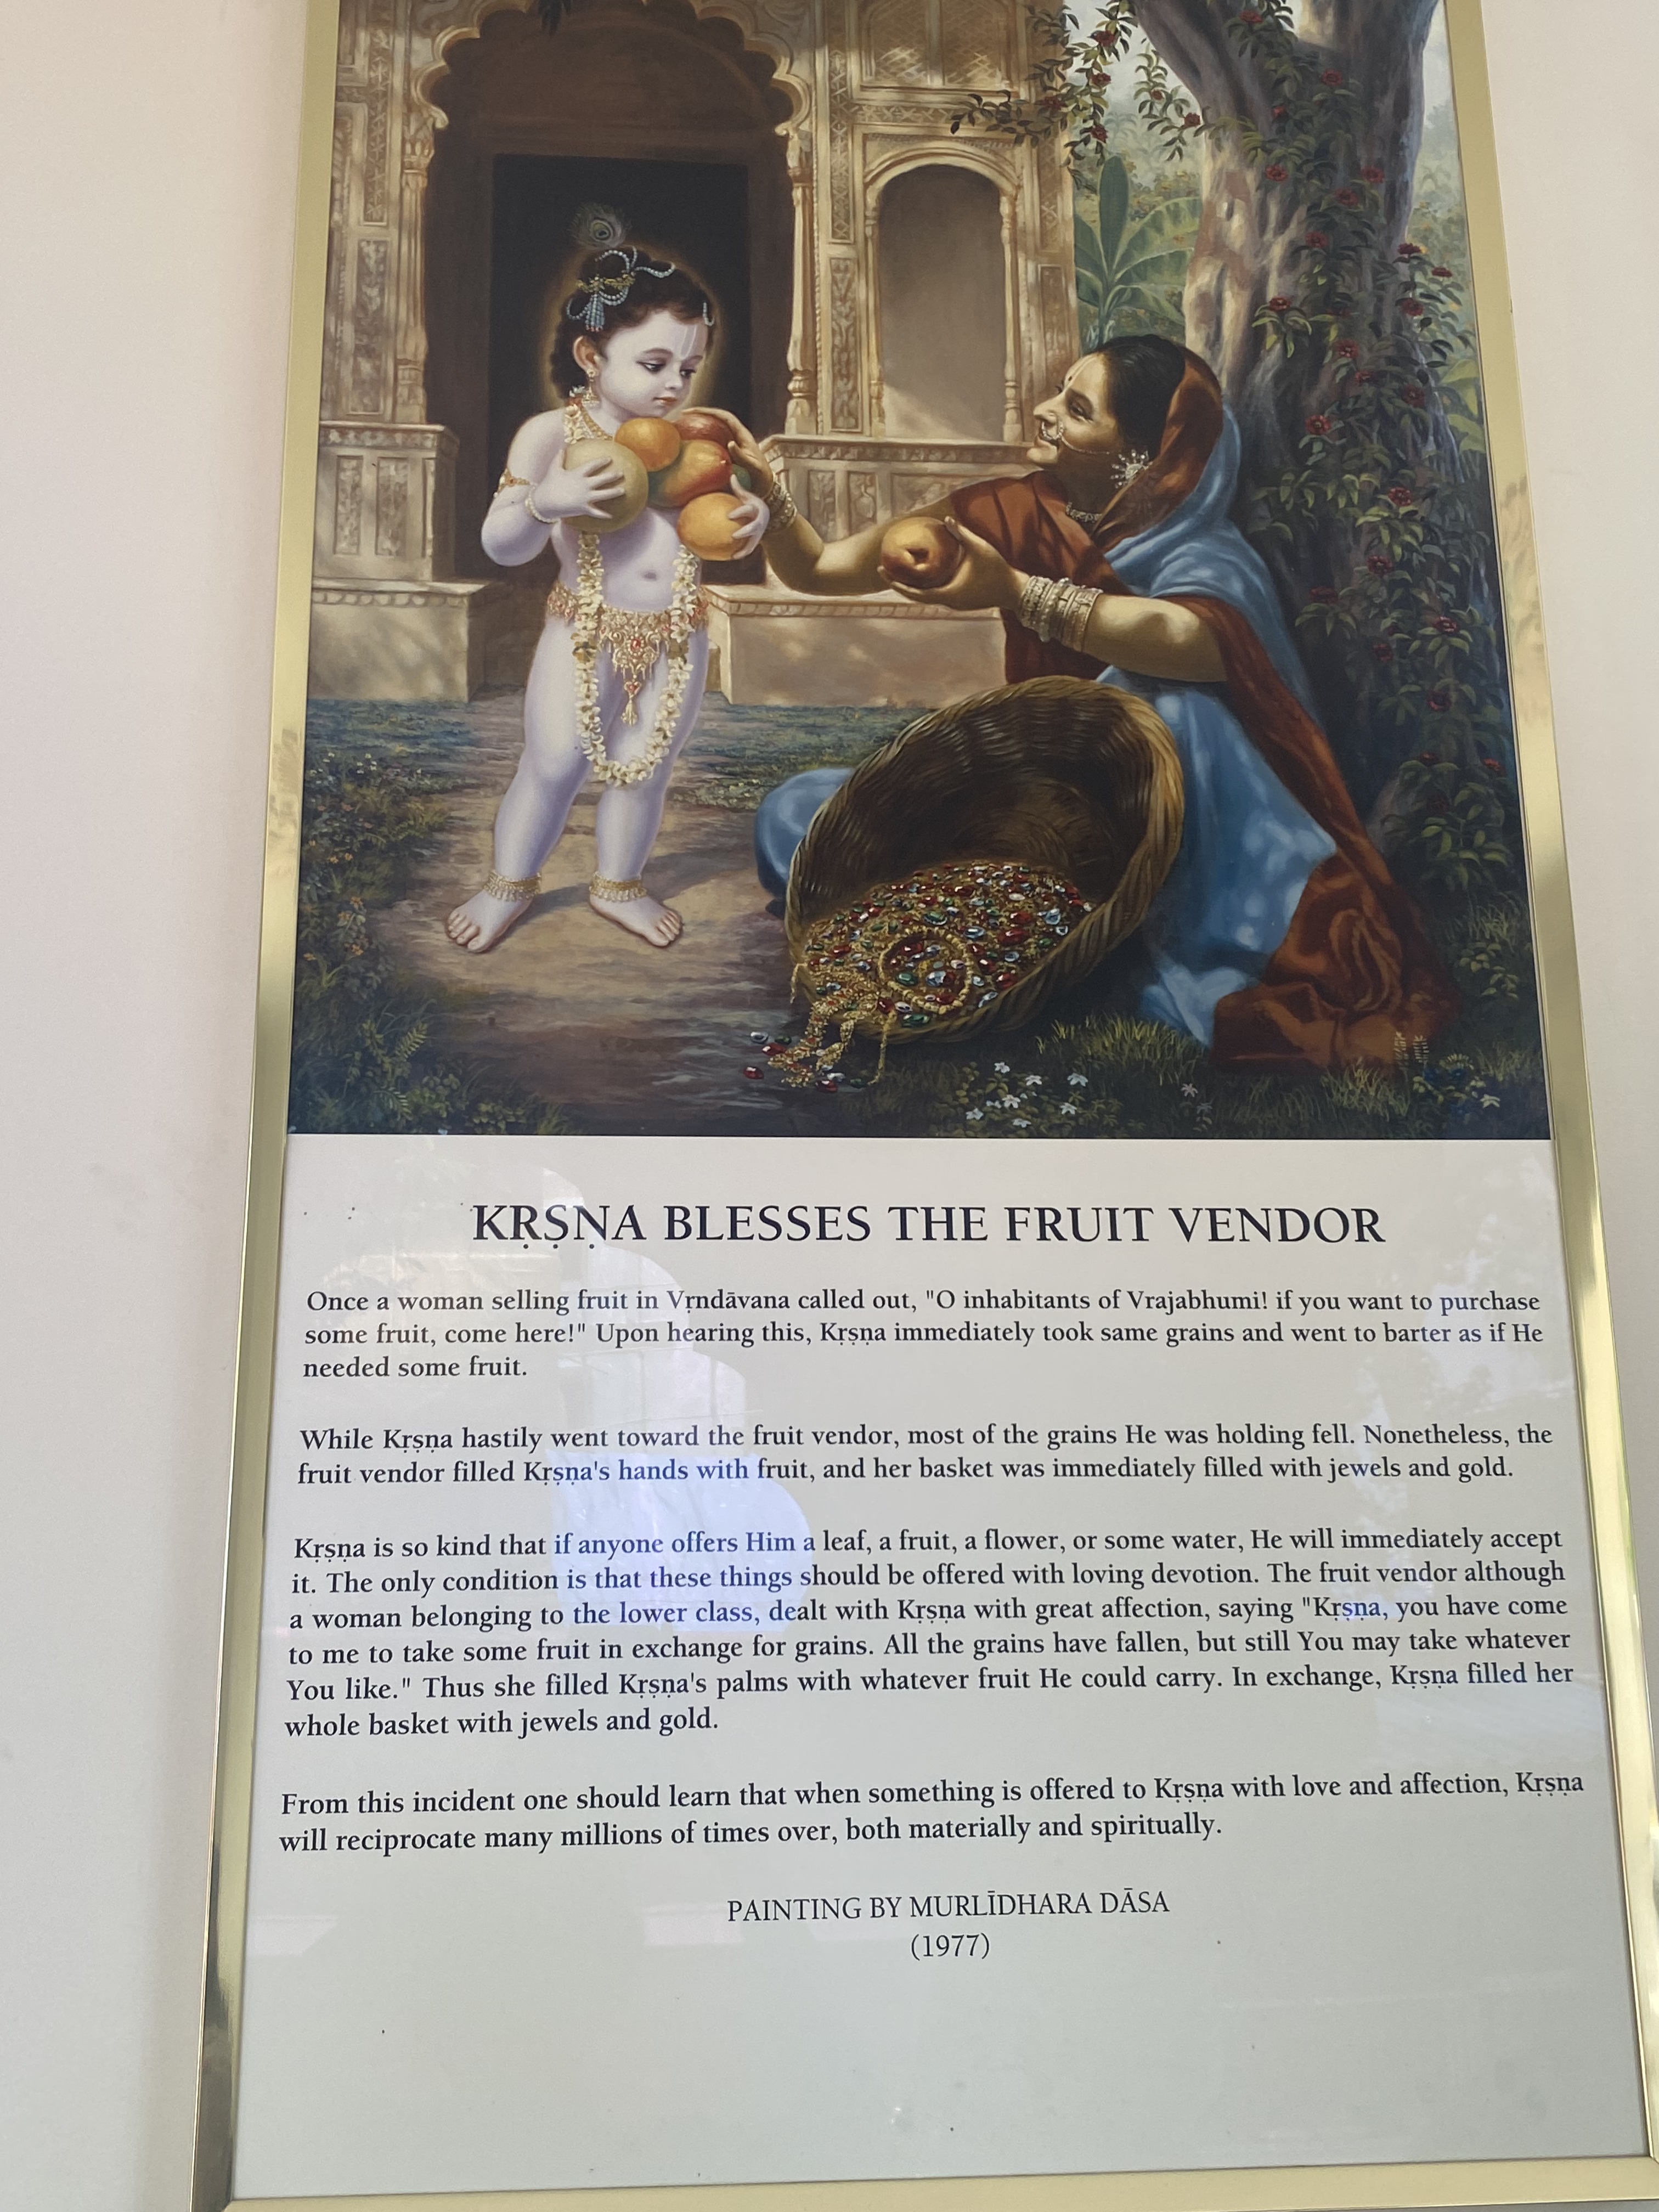 KṚṢṆA BLESSES THE FRUIT VENDOR
Once a woman selling fruit in Vṛndāvana called out, "O inhabitants of Vrajabhumi! if you want to purchase
some fruit, come here!" Upon hearing this, Kṛṣṇa immediately took same grains and went to barter as if He
needed some fruit.
While Kṛṣṇa hastily went toward the fruit vendor, most of the grains He was holding fell. Nonetheless, the
fruit vendor filled Kṛṣṇa's hands with fruit, and her basket was immediately filled with jewels and gold.
Kṛṣṇa is so kind that if anyone offers Him a leaf, a fruit, a flower, or some water, He will immediately accept
it. The only condition is that these things should be offered with loving devotion. The fruit vendor although
a woman belonging to the lower class, dealt with Kṛṣṇa with great affection, saying "Kṛṣṇa, you have come
to me to take some fruit in exchange for grains. All the grains have fallen, but still You may take whatever
You like." Thus she filled Kṛṣṇa's palms with whatever fruit He could carry. In exchange, Kṛṣṇa filled her
whole basket with jewels and gold.
From this incident one should learn that when something is offered to Kṛṣṇa with love and affection, Kṛṣṇa
will reciprocate many millions of times over, both materially and spiritually.
PAINTING BY MURLĪDHARA DĀSA
(1977)